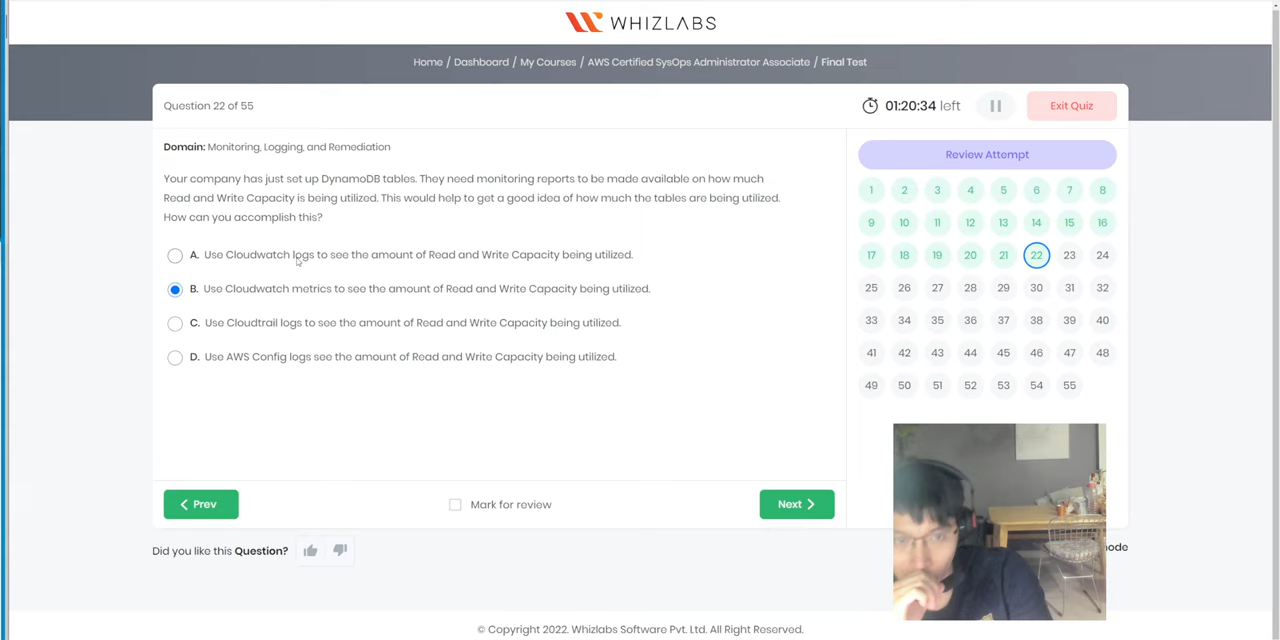 WHIZLABS
Home / Dashboard / My Courses / AWS Certified SysOps Administrator Associate / Final Test
Question 22 of 55
01:20:34 left
Exit Quiz
Domain: Monitoring, Logging, and Remediation
Your company has just set up DynamoDB tables. They need monitoring reports to be made available on how much
Read and Write Capacity is being utilized. This would help to get a good idea of how much the tables are being utilized.
How can you accomplish this?
A. Use Cloudwatch logs to see the amount of Read and Write Capacity being utilized.
B. Use Cloudwatch metrics to see the amount of Read and Write Capacity being utilized.
C. Use Cloudtrail logs to see the amount of Read and Write Capacity being utilized.
D. Use AWS Config logs see the amount of Read and Write Capacity being utilized.
Prev
Mark for review
Next
Review Attempt
1 2 3 4 5 6 7 8
9 10 11 12 13 14 15 16
17 18 19 20 21 22 23 24
25 26 27 28 29 30 31 32
33 34 35 36 37 38 39 40
41 42 43 44 45 46 47 48
49 50 51 52 53 54 55
Did you like this Question?
© Copyright 2022. Whizlabs Software Pvt. Ltd. All Right Reserved.